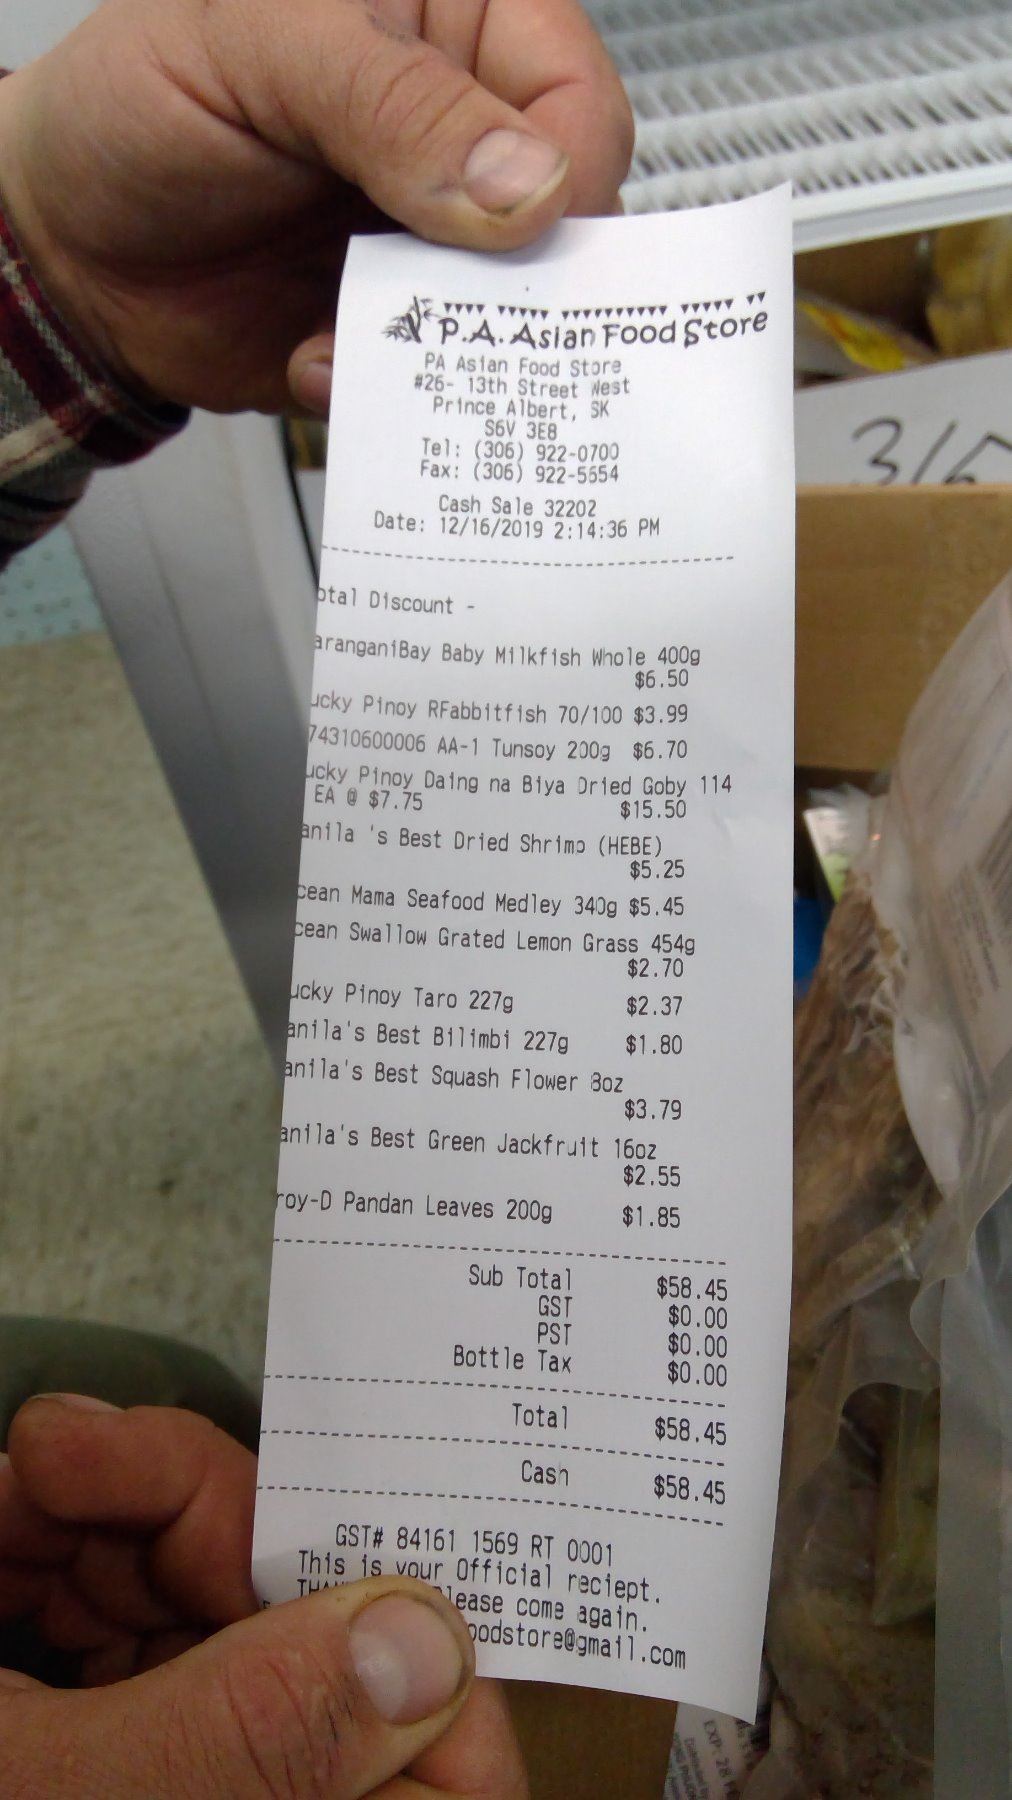 P.A. Asian Food Store
PA Asian Food Store
#26- 13th Street West
Prince Albert, SK
S6V 3E8
Tel: (306) 922-0700
Fax: (306) 922-5654
Cash Sale 32202
Date: 12/16/2019 2:14:36 PM
otal Discount -
aranganiBay Baby Milkfish Whole 400g
$6.50
ucky Pinoy RFabbitfish 70/100 $3.99
74310600006 AA-1 Tunsoy 200g $6.70
ucky Pinoy Daing na Biya Dried Goby 114
EA @ $7.75 $15.50
anila 's Best Dried Shrimp (HEBE)
$5.25
cean Mama Seafood Medley 340g $5.45
cean Swallow Grated Lemon Grass 454g
$2.70
ucky Pinoy Taro 227g $2.37
anila's Best Bilimbi 227g $1.80
anila's Best Squash Flower 8oz
$3.79
anila's Best Green Jackfruit 16oz
$2.55
roy-D Pandan Leaves 200g $1.85
Sub Total $58.45
GST $0.00
PST $0.00
Bottle Tax $0.00
Total $58.45
Cash $58.45
GST# 84161 1569 RT 0001
This is your Official reciept.
lease come again.
oodstore@gmail.com
EXP: 28